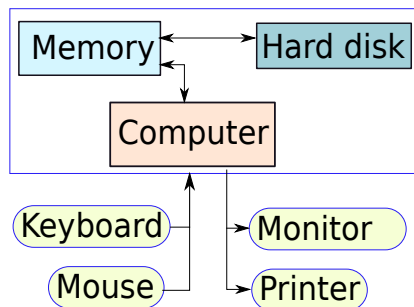 Memory
Hard disk
Computer
Keyboard
Monitor
Mouse
Printer